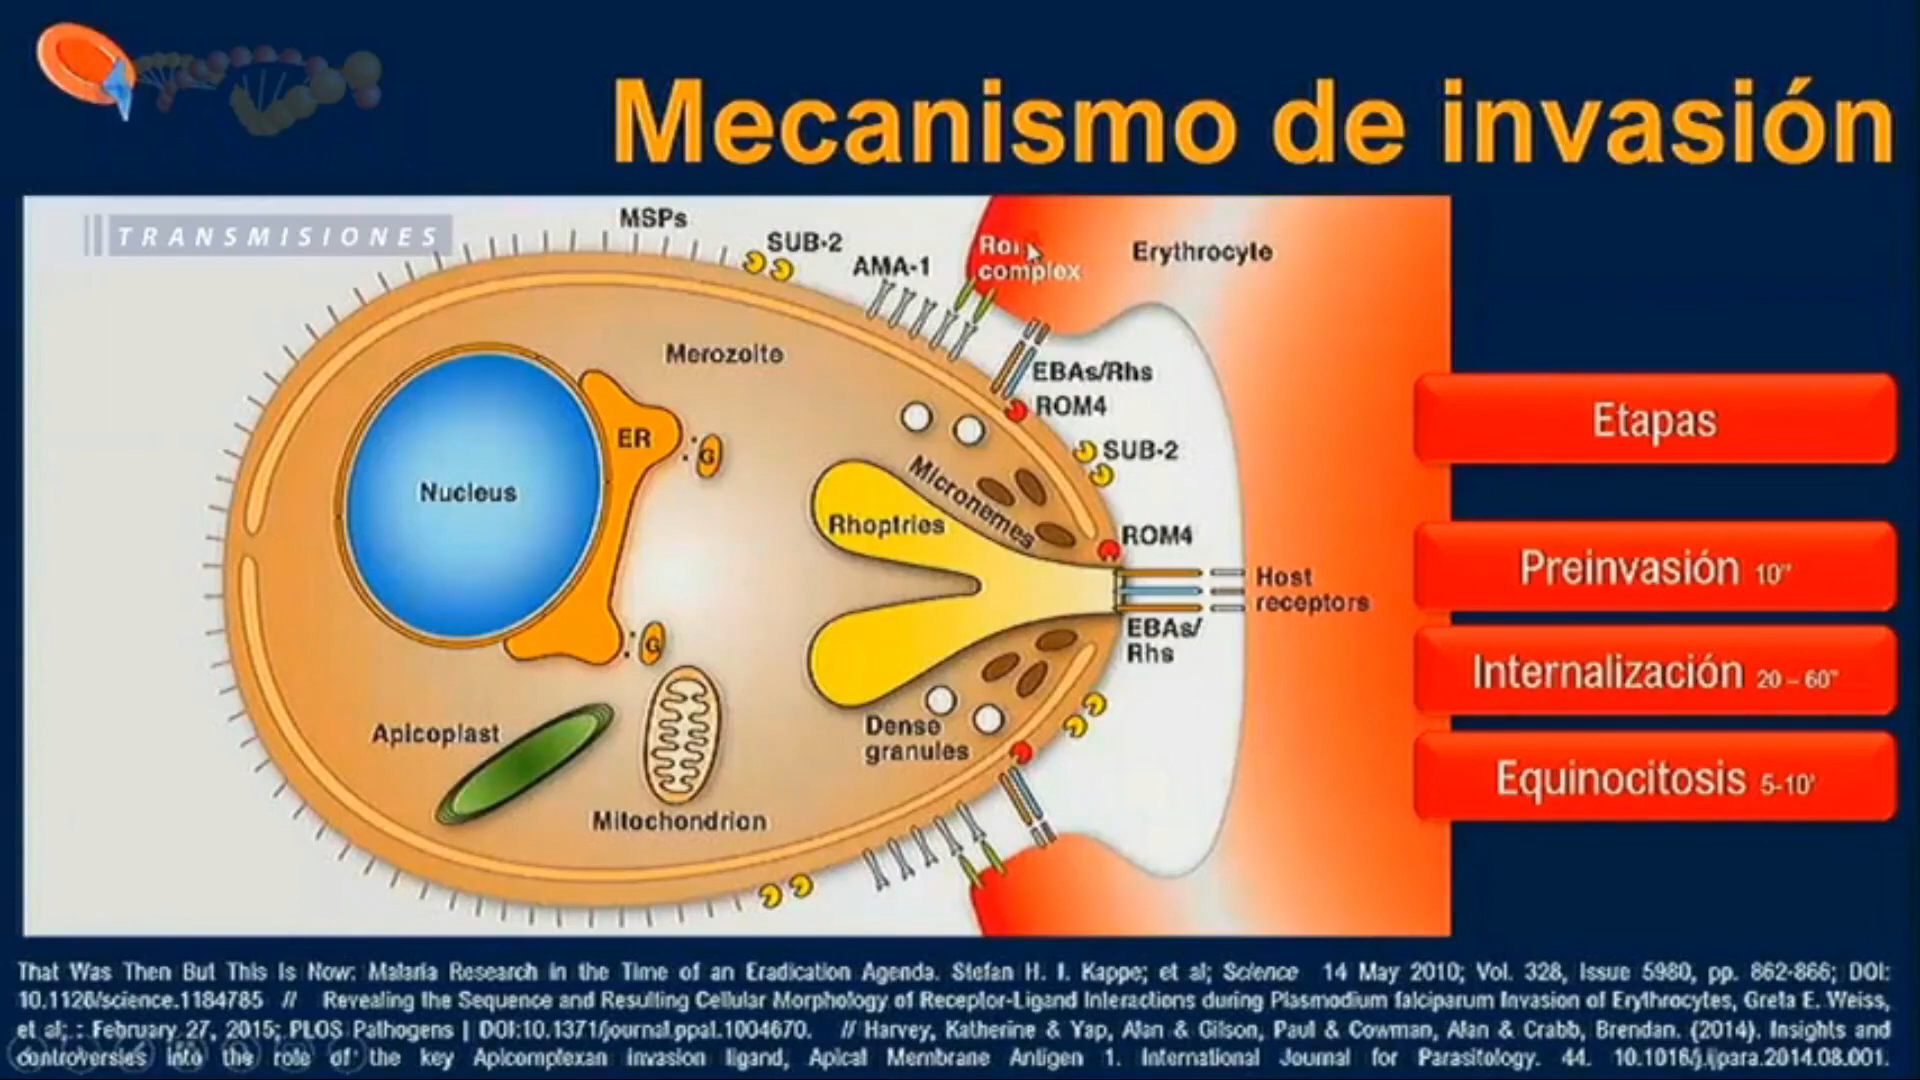 Mecanismo de invasión
TRANSMISIONES
MSPs
SUB-2
AMA-1
complex
Erythrocyte
Merozoite
EBAs/Rhs
ROM4
SUB-2
ER
G
Nucleus
Micronemes
Rhoptries
ROM4
Host
receptors
EBAs/
Rhs
G
Apicoplast
Dense
granules
Mitochondrion
Etapas
Preinvasión 10"
Internalización 20 – 60"
Equinocitosis 5-10'
That Was Then But This Is Now: Malaria Research in the Time of an Eradication Agenda. Stefan H. I. Kappe; et al; Science 14 May 2010; Vol. 328, Issue 5980, pp. 862-866; DOI:
10.1126/science.1184785 // Revealing the Sequence and Resulting Cellular Morphology of Receptor-Ligand Interactions during Plasmodium falciparum Invasion of Erythrocytes, Greta E. Weiss,
et al; : February 27, 2015; PLOS Pathogens | DOI:10.1371/journal.ppat.1004670. // Harvey, Katherine & Yap, Alan & Gilson, Paul & Cowman, Alan & Crabb, Brendan. (2014). Insights and
controversies into the role of the key Apicomplexan invasion ligand, Apical Membrane Antigen 1. International Journal for Parasitology. 44. 10.1016/j.ijpara.2014.08.001.